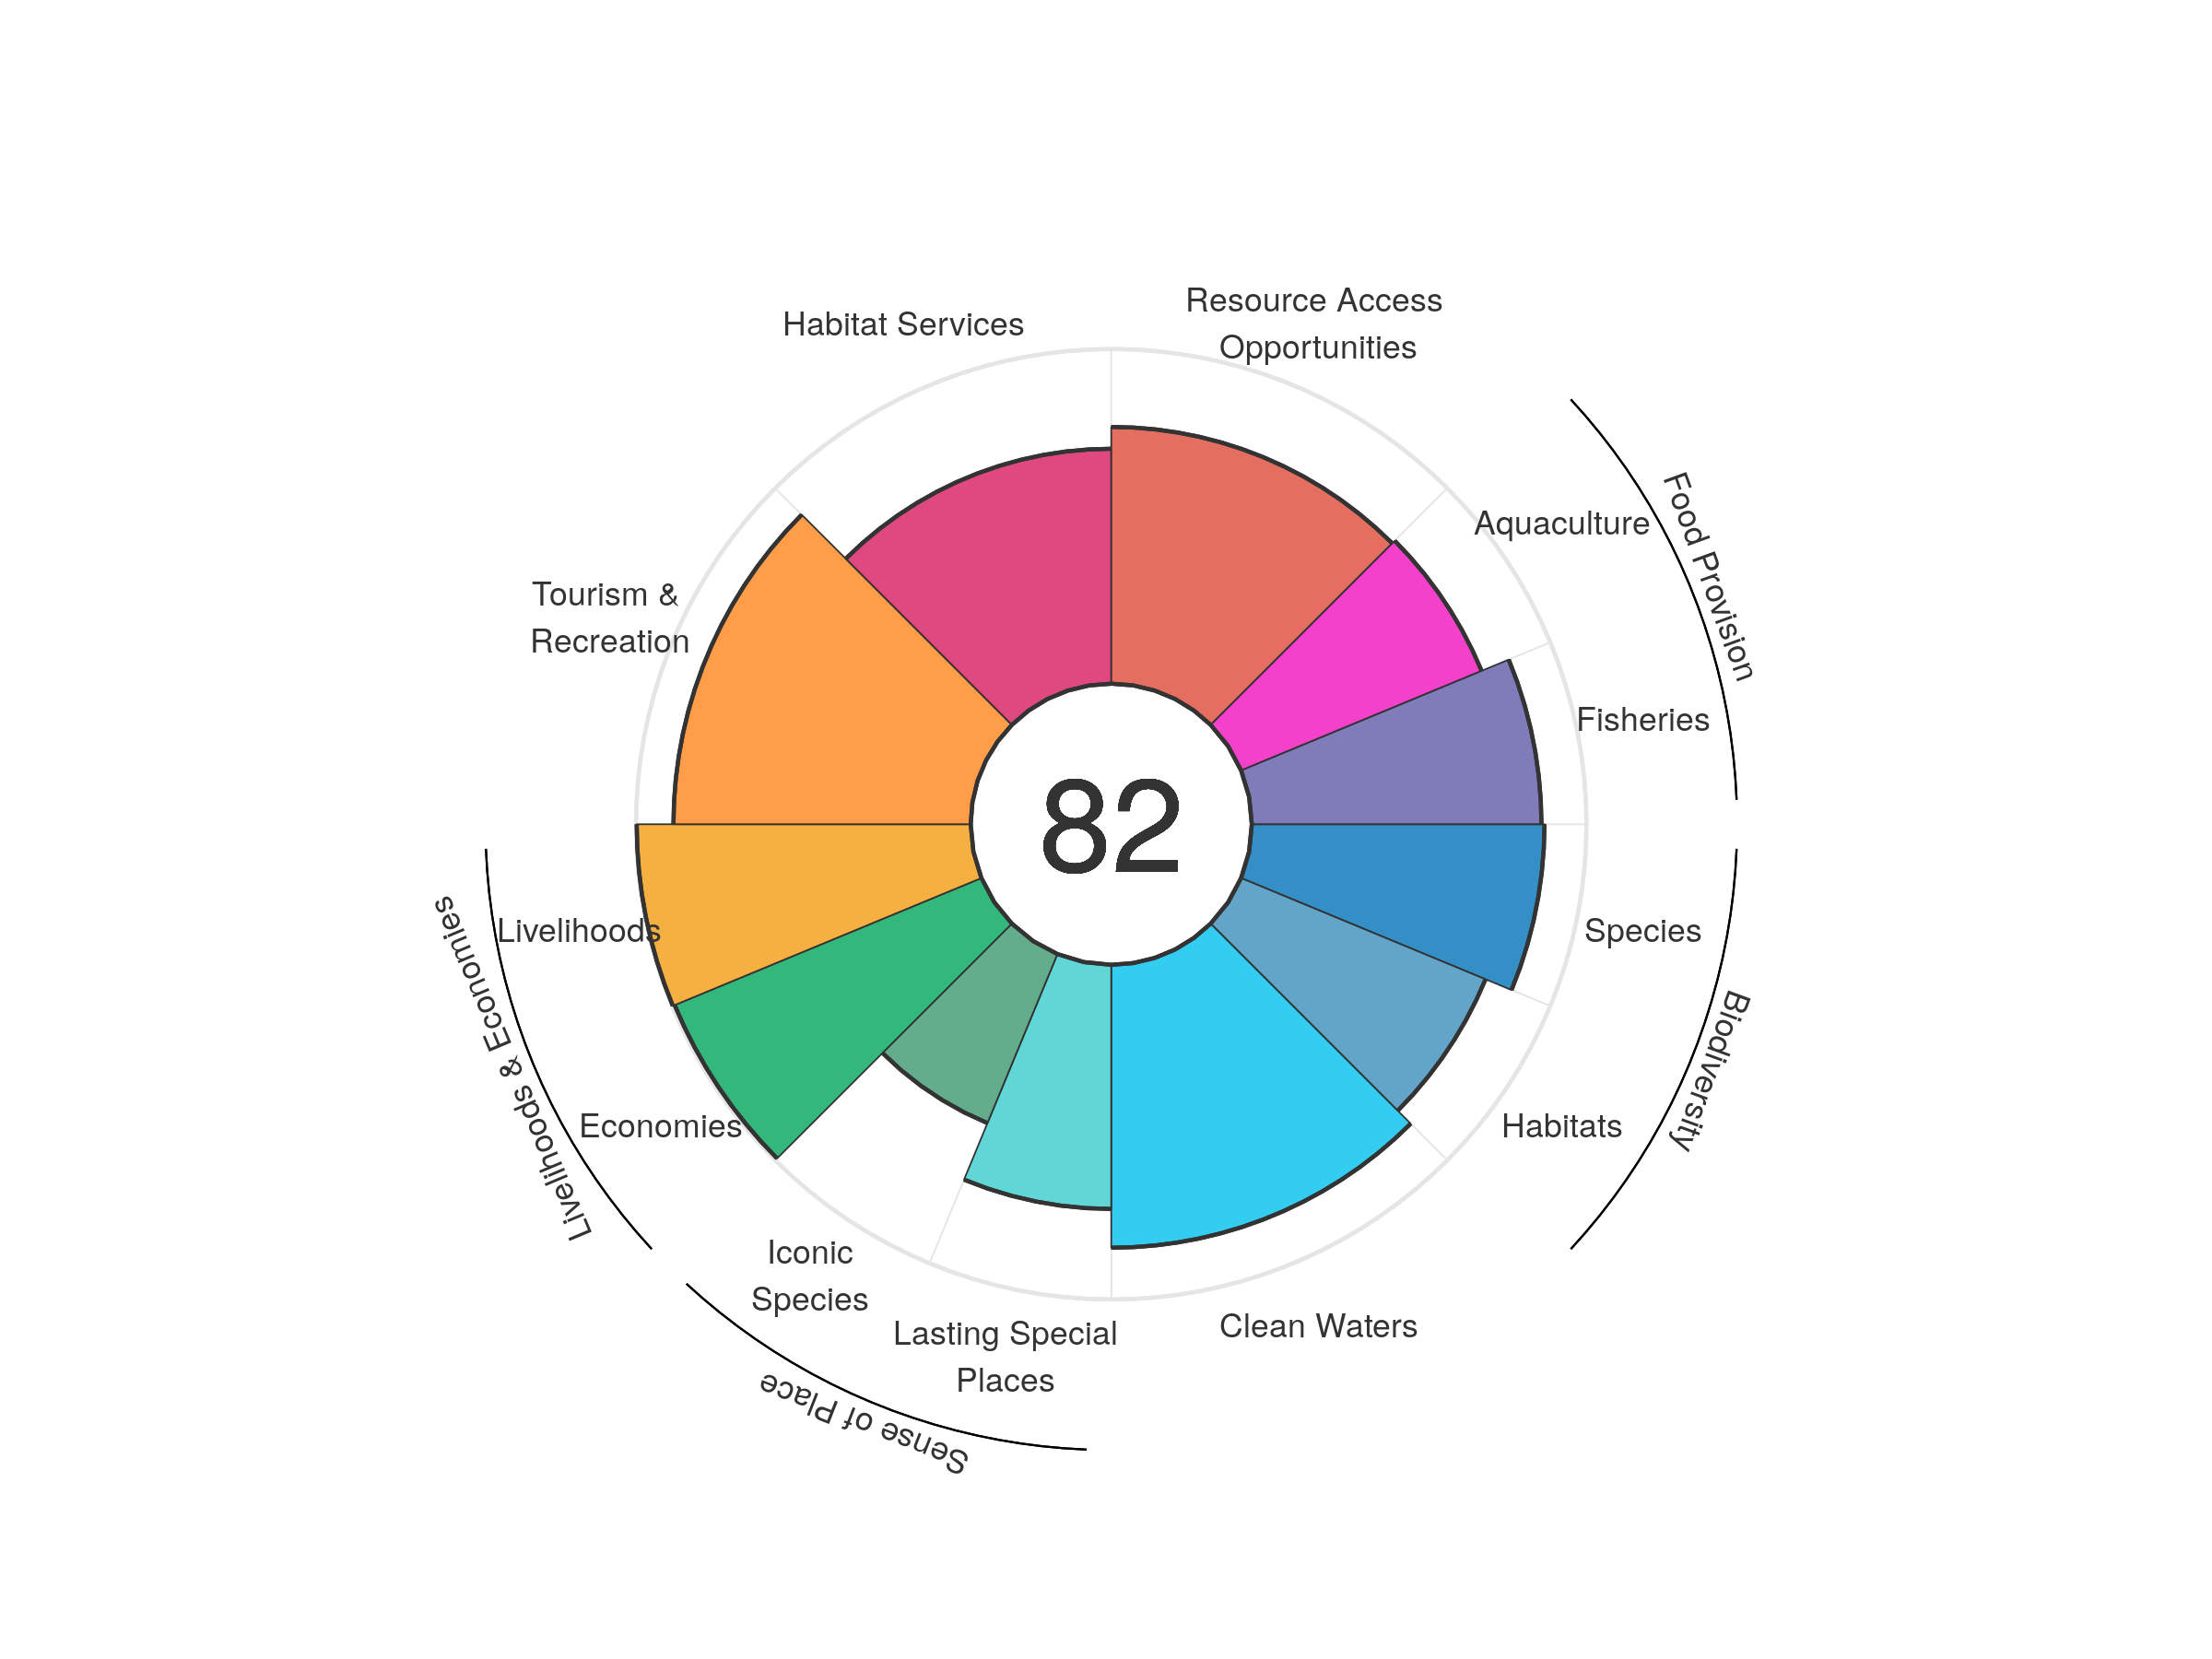 Resource Access
Opportunities
Habitat Services
Aquaculture
Food Provision
Tourism &
Recreation
Fisheries
82
Livelihoods
Species
Livelihoods & Economies
Biodiversity
Economies
Habitats
Iconic
Species
Lasting Special
Places
Clean Waters
Sense of Place